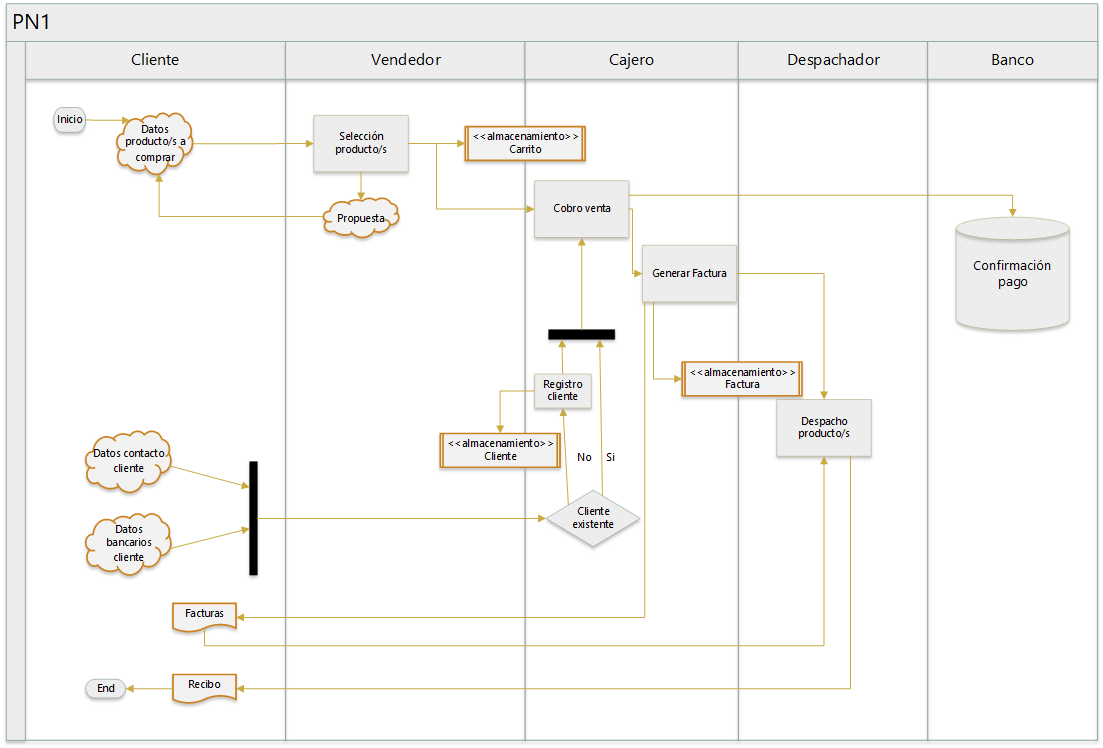 PN1
Cliente
Vendedor
Cajero
Despachador
Banco
Inicio
Datos
producto/s a
comprar
Selección
producto/s
<<almacenamiento>>
Carrito
Propuesta
Cobro venta
Generar Factura
Confirmación
pago
<<almacenamiento>>
Factura
Registro
cliente
Despacho
producto/s
<<almacenamiento>>
Cliente
No
Si
Datos contacto
cliente
Cliente
existente
Datos
bancarios
cliente
Facturas
Recibo
End